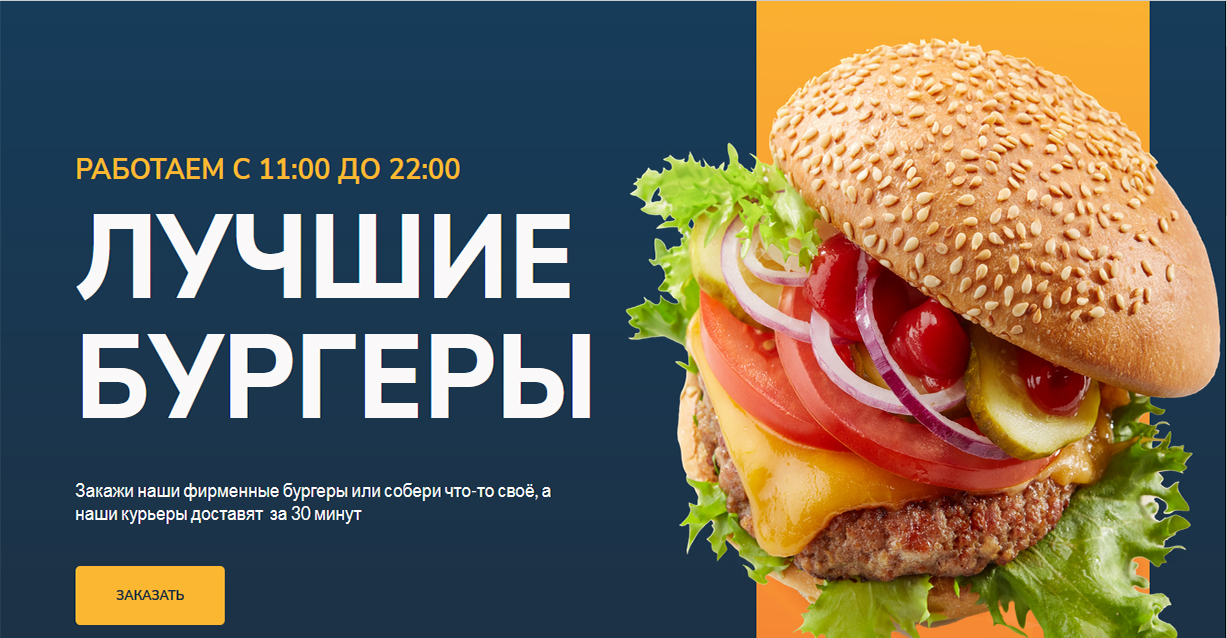 РАБОТАЕМ С 11:00 ДО 22:00
ЛУЧШИЕ
БУРГЕРЫ
Закажи наши фирменные бургеры или собери что-то своё, а
наши курьеры доставят за 30 минут
ЗАКАЗАТЬ